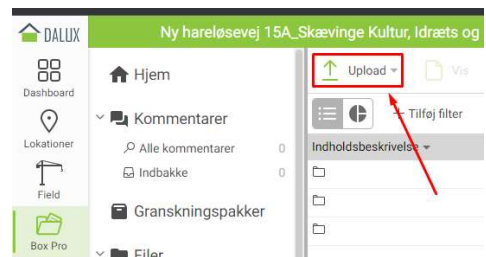 DALUX
Ny hareløsevej 15A_Skævinge Kultur, Idræts og
Dashboard
Lokationer
Field
Box Pro
Hjem
Kommentarer
Alle kommentarer 0
Indbakke 0
Granskningspakker
Filer
Upload
Vis
Tilføj filter
Indholdsbeskrivelse